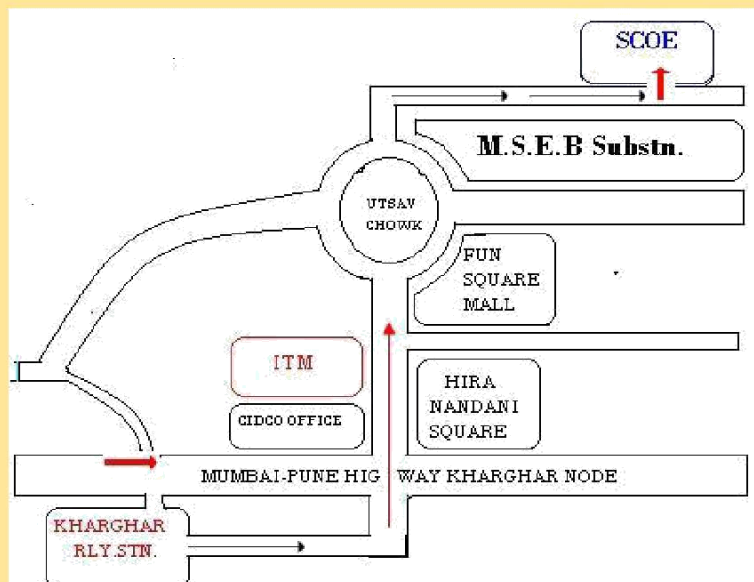 SCOE
M.S.E.B Substn.
UTSAV
CHOWK
FUN
SQUARE
MALL
ITM
HIRA
NANDANI
SQUARE
CIDCO OFFICE
MUMBAI-PUNE HIG WAY KHARGHAR NODE
KHARGHAR
RLY.STN.